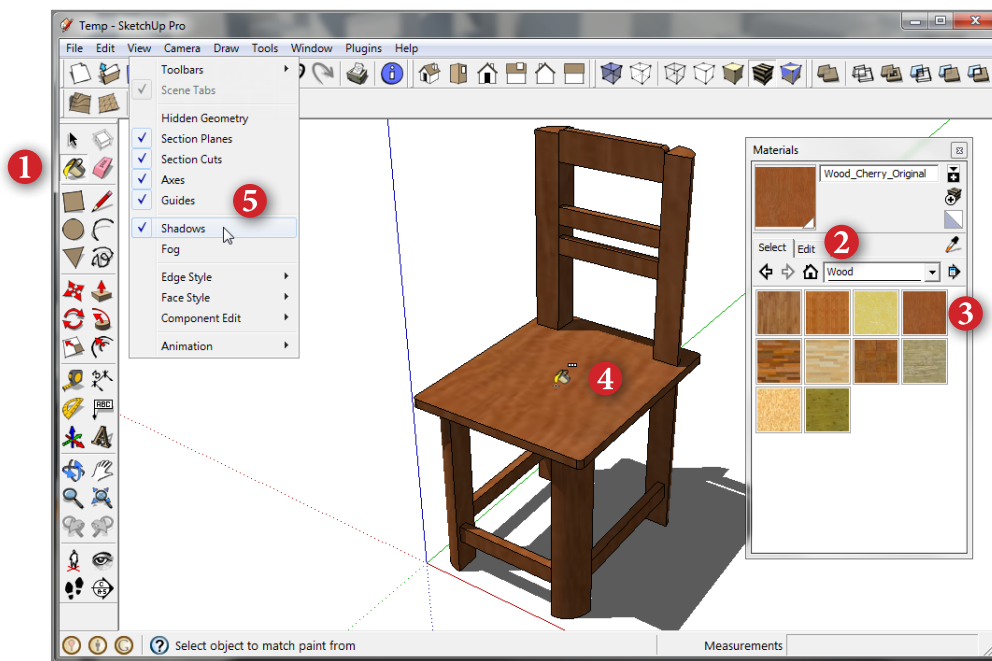 Temp - SketchUp Pro
File Edit View Camera Draw Tools Window Plugins Help
Toolbars
Scene Tabs
Hidden Geometry
Section Planes
Section Cuts
Axes
Guides
Shadows
Fog
Edge Style
Face Style
Component Edit
Animation
1
5
ABC
Materials
Wood_Cherry_Original
Select Edit
2
Wood
3
4
Select object to match paint from
Measurements